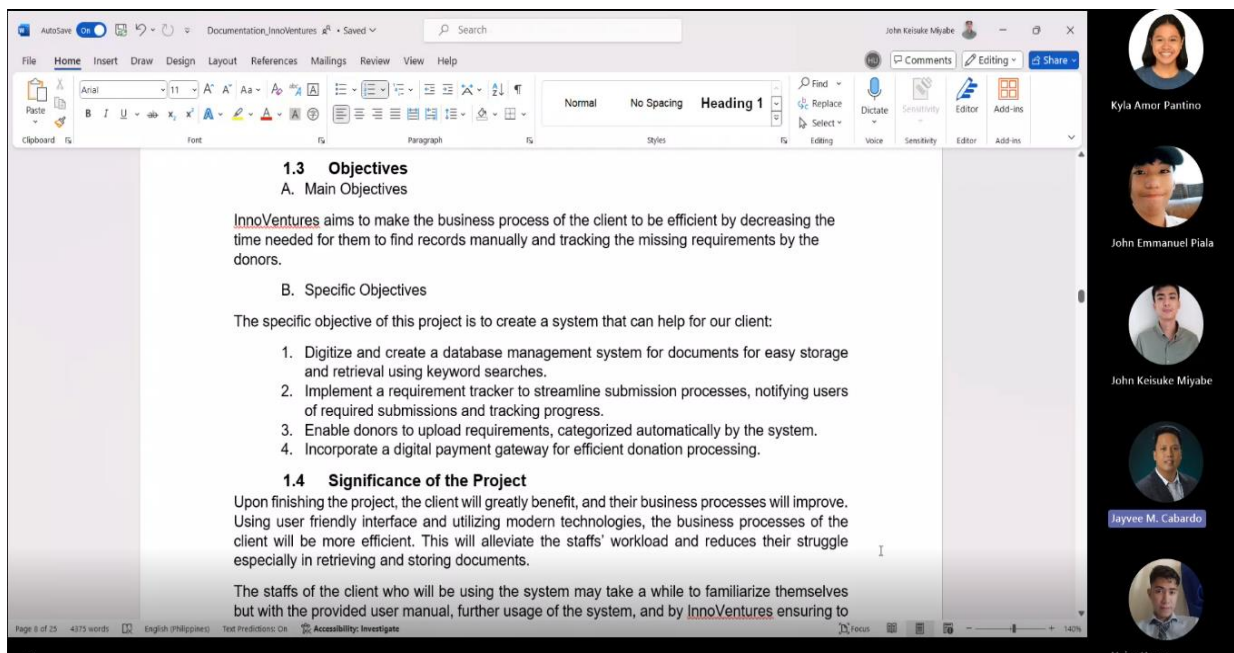 AutoSave On Documentation_InnoVentures • Saved Search John Keisuke Miyabe
File Home Insert Draw Design Layout References Mailings Review View Help Comments Editing Share
Paste
Arial 11
Normal No Spacing Heading 1
Find
Replace
Select
Dictate Sensitivity Editor Add-ins
Clipboard Font Paragraph Styles Editing Voice Sensitivity Editor Add-ins
1.3 Objectives
A. Main Objectives
InnoVentures aims to make the business process of the client to be efficient by decreasing the
time needed for them to find records manually and tracking the missing requirements by the
donors.
B. Specific Objectives
The specific objective of this project is to create a system that can help for our client:
1. Digitize and create a database management system for documents for easy storage
and retrieval using keyword searches.
2. Implement a requirement tracker to streamline submission processes, notifying users
of required submissions and tracking progress.
3. Enable donors to upload requirements, categorized automatically by the system.
4. Incorporate a digital payment gateway for efficient donation processing.
1.4 Significance of the Project
Upon finishing the project, the client will greatly benefit, and their business processes will improve.
Using user friendly interface and utilizing modern technologies, the business processes of the
client will be more efficient. This will alleviate the staffs' workload and reduces their struggle
especially in retrieving and storing documents.
The staffs of the client who will be using the system may take a while to familiarize themselves
but with the provided user manual, further usage of the system, and by InnoVentures ensuring to
Page 8 of 25 4375 words English (Philippines) Text Predictions: On Accessibility: Investigate Focus 140%
Kyla Amor Pantino
John Emmanuel Piala
John Keisuke Miyabe
Jayvee M. Cabardo